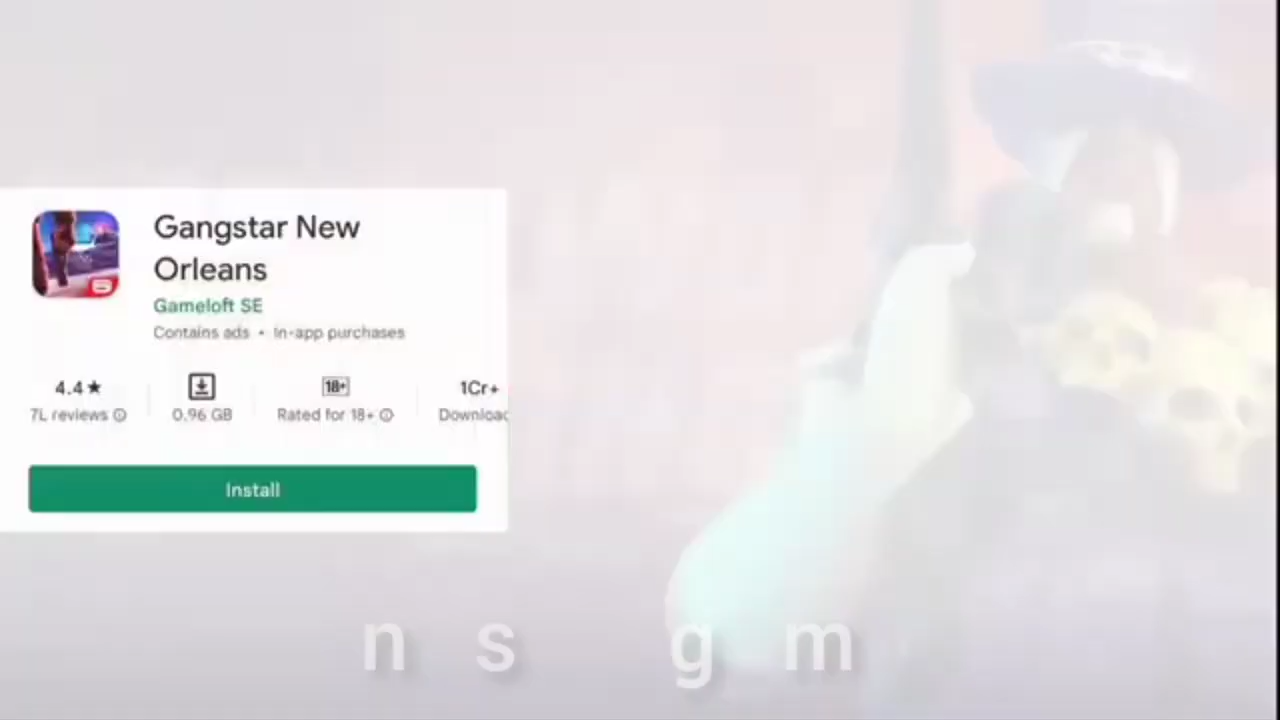 Gangstar New
Orleans
Gameloft SE
Contains ads • In-app purchases
4.4★ 18+ 1Cr+
7L reviews 0.96 GB Rated for 18+ Downloac
Install
n s g m